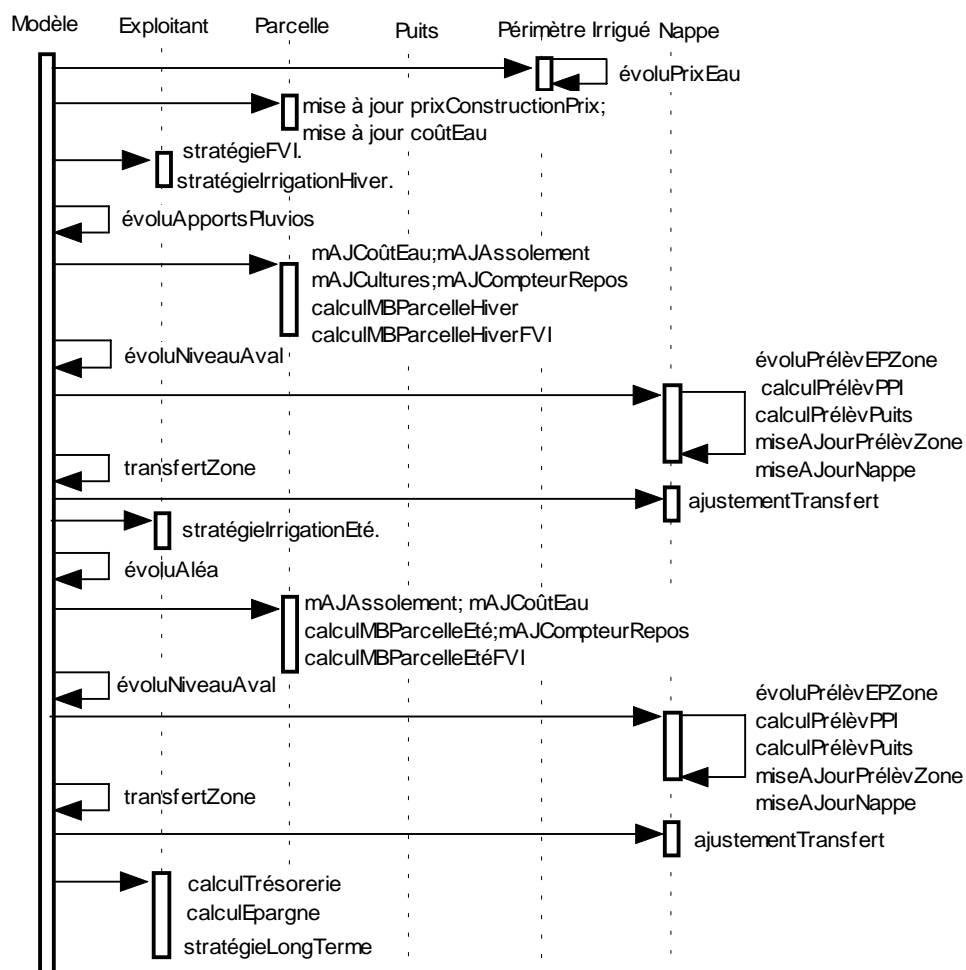 Modèle Exploitant Parcelle Puits Périmètre Irrigué Nappe
évoluPrixEau
mise à jour prixConstructionPrix;
mise à jour coûtEau
stratégieFVI.
stratégieIrrigationHiver.
évoluApportsPluvios
mAJCoûtEau;mAJAssolement
mAJCultures;mAJCompteurRepos
calculMBParcelleHiver
calculMBParcelleHiverFVI
évoluNiveauAval
évoluPrélèvEPZone
calculPrélèvPPI
calculPrélèvPuits
miseAJourPrélèvZone
miseAJourNappe
transfertZone
ajustementTransfert
stratégieIrrigationEté.
évoluAléa
mAJAssolement; mAJCoûtEau
calculMBParcelleEté;mAJCompteurRepos
calculMBParcelleEtéFVI
évoluNiveauAval
évoluPrélèvEPZone
calculPrélèvPPI
calculPrélèvPuits
miseAJourPrélèvZone
miseAJourNappe
transfertZone
ajustementTransfert
calculTrésorerie
calculEpargne
stratégieLongTerme